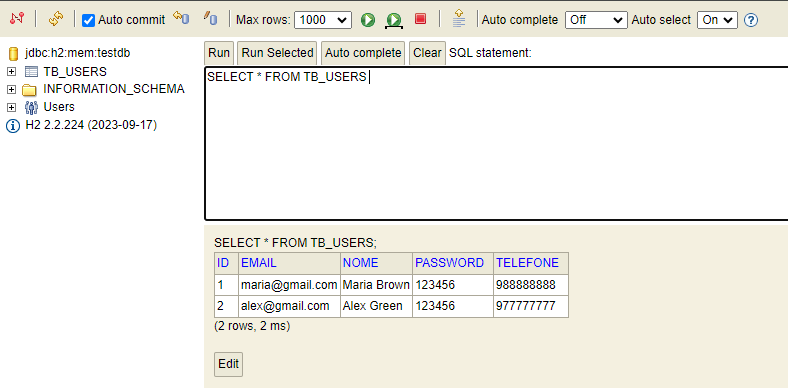 Auto commit Max rows: 1000 Auto complete Off Auto select On ?
jdbc:h2:mem:testdb
TB_USERS
INFORMATION_SCHEMA
Users
H2 2.2.224 (2023-09-17)
Run Run Selected Auto complete Clear SQL statement:
SELECT * FROM TB_USERS
SELECT * FROM TB_USERS;
ID EMAIL NOME PASSWORD TELEFONE
1 maria@gmail.com Maria Brown 123456 988888888
2 alex@gmail.com Alex Green 123456 977777777
(2 rows, 2 ms)
Edit